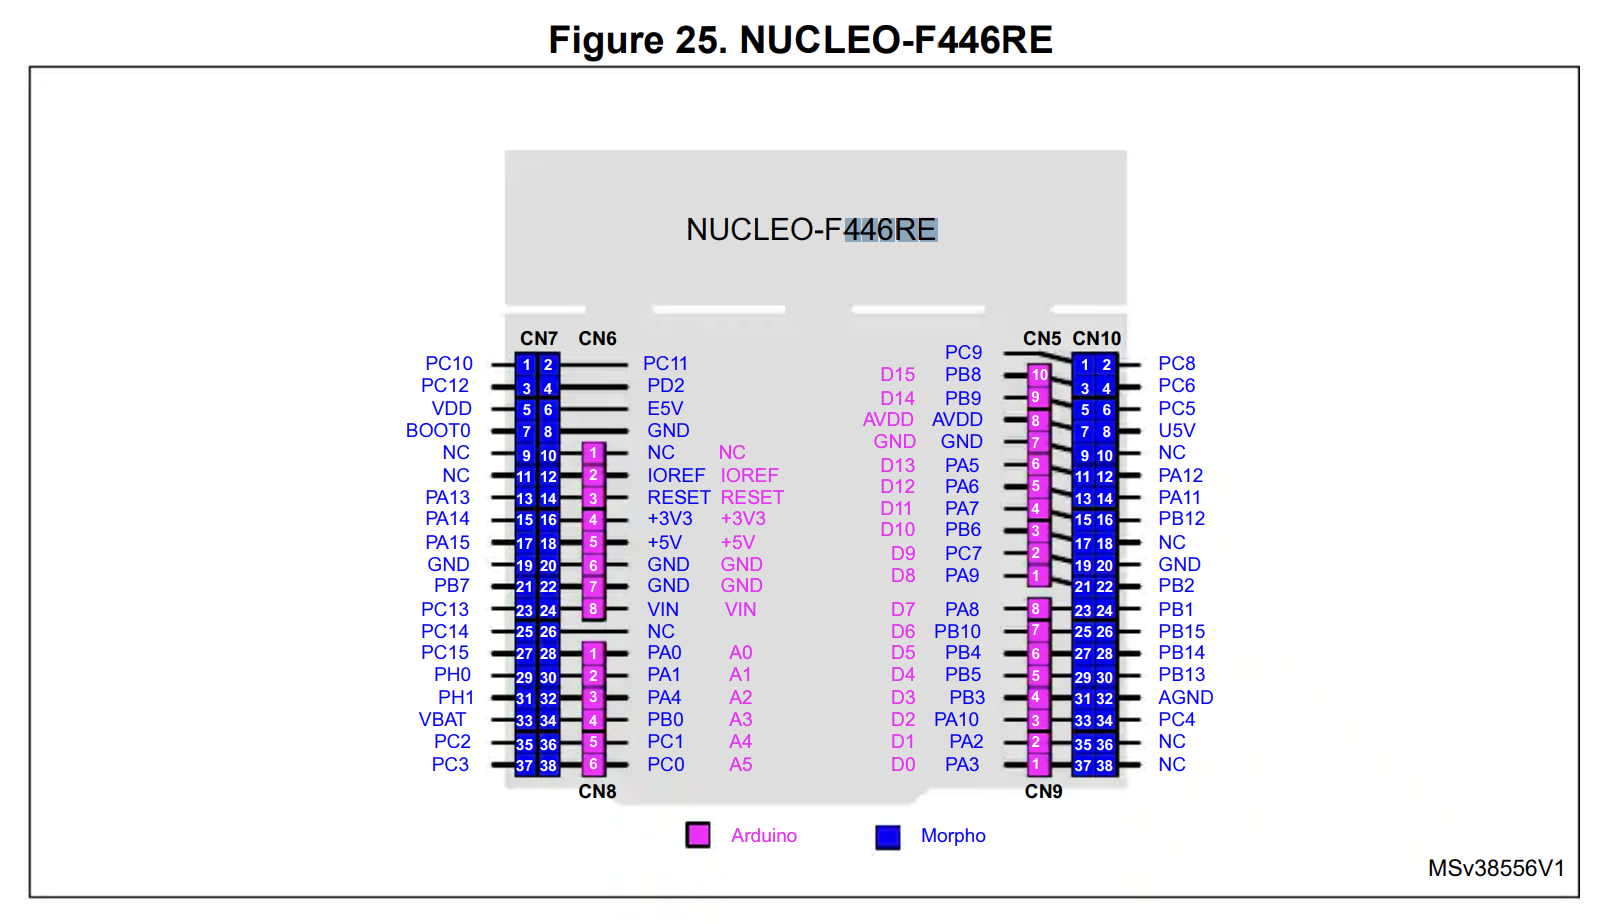 Figure 25. NUCLEO-F446RE
NUCLEO-F446RE
CN7 CN6 CN5 CN10
PC9
PC10 1 2 PC11 1 2 PC8
D15 PB8 10
PC12 3 4 PD2 3 4 PC6
D14 PB9 9
VDD 5 6 E5V 5 6 PC5
AVDD AVDD 8
BOOT0 7 8 GND 7 8 U5V
GND GND 7
NC 9 10 1 NC NC 9 10 NC
D13 PA5 6
NC 11 12 2 IOREF IOREF 11 12 PA12
D12 PA6 5
PA13 13 14 3 RESET RESET 13 14 PA11
D11 PA7 4
PA14 15 16 4 +3V3 +3V3 15 16 PB12
D10 PB6 3
PA15 17 18 5 +5V +5V 17 18 NC
D9 PC7 2
GND 19 20 6 GND GND 19 20 GND
D8 PA9 1
PB7 21 22 7 GND GND 21 22 PB2
PC13 23 24 8 VIN VIN D7 PA8 8 23 24 PB1
PC14 25 26 NC D6 PB10 7 25 26 PB15
PC15 27 28 1 PA0 A0 D5 PB4 6 27 28 PB14
PH0 29 30 2 PA1 A1 D4 PB5 5 29 30 PB13
PH1 31 32 3 PA4 A2 D3 PB3 4 31 32 AGND
VBAT 33 34 4 PB0 A3 D2 PA10 3 33 34 PC4
PC2 35 36 5 PC1 A4 D1 PA2 2 35 36 NC
PC3 37 38 6 PC0 A5 D0 PA3 1 37 38 NC
CN8 CN9
Arduino Morpho
MSv38556V1